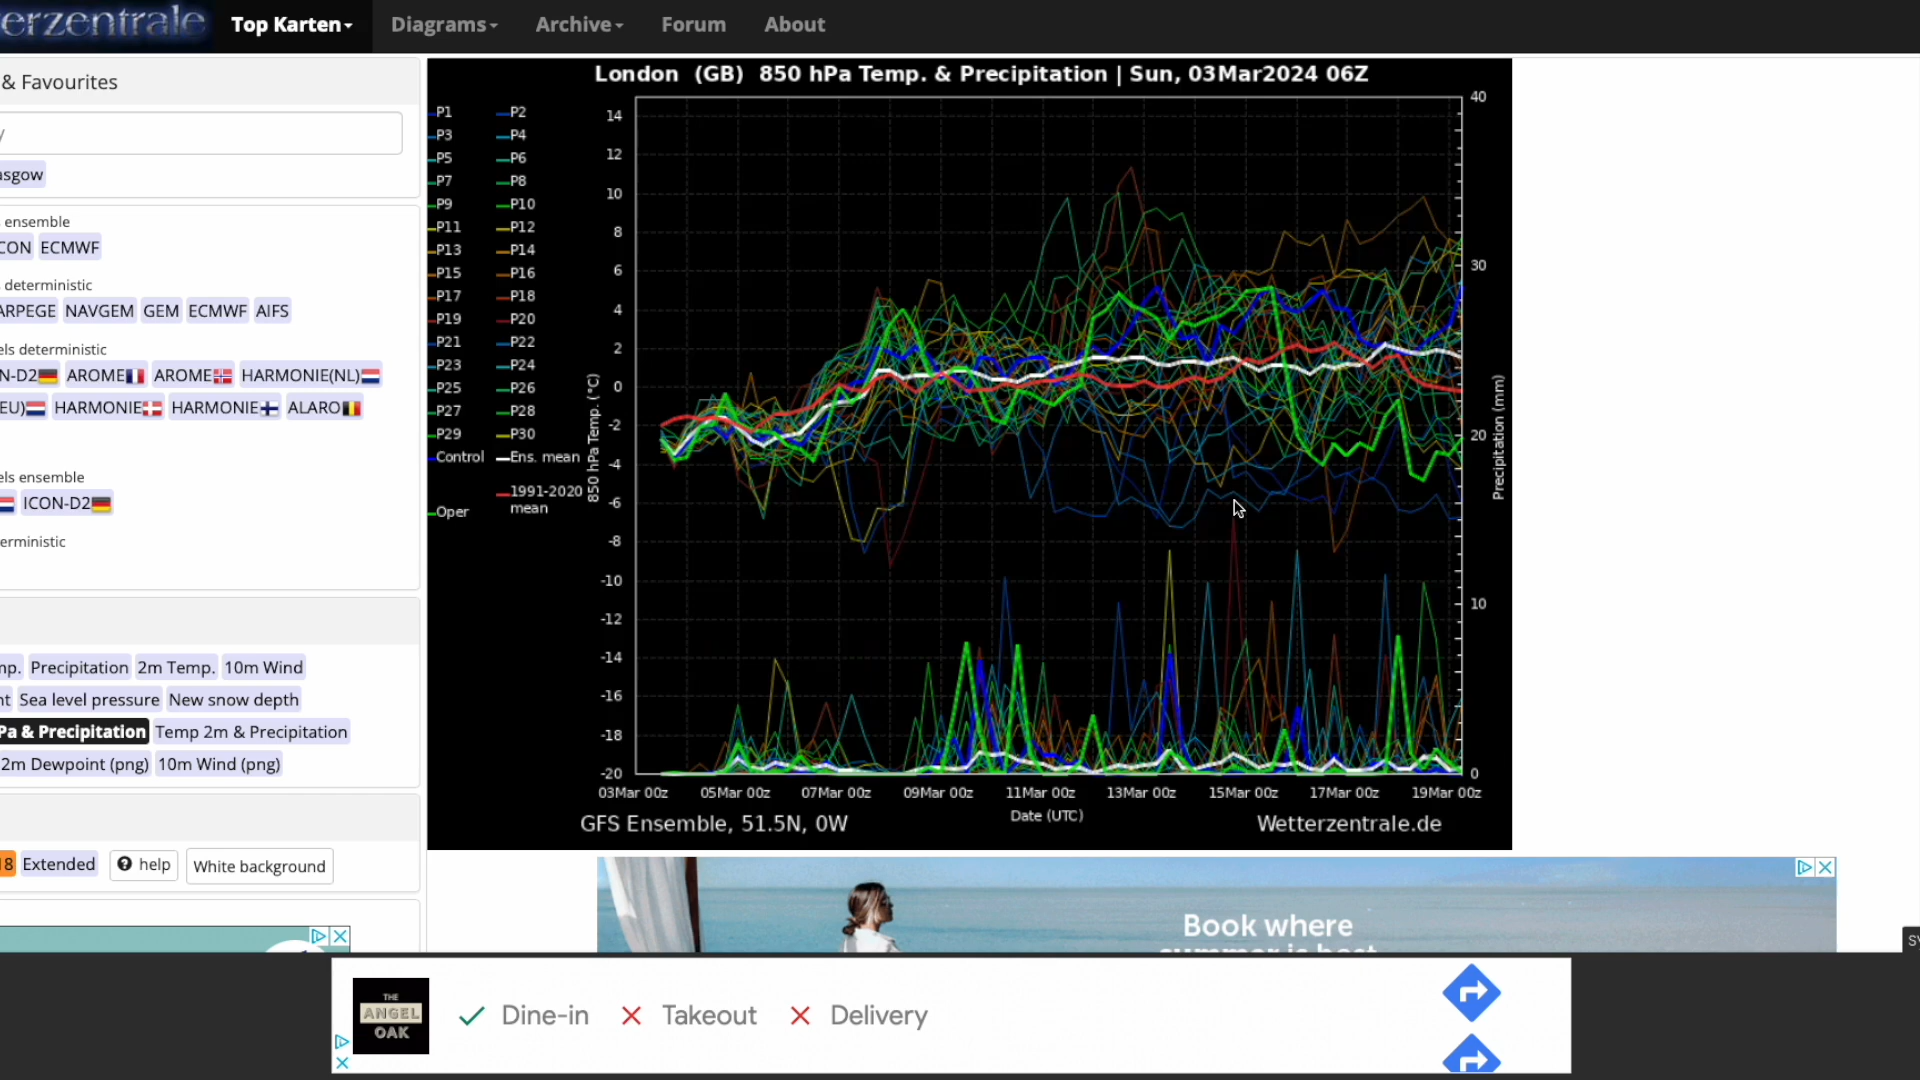 erzentrale
Top Karten
Diagrams
Archive
Forum
About
& Favourites
y
asgow
ensemble
CON ECMWF
deterministic
ARPEGE NAVGEM GEM ECMWF AIFS
els deterministic
N-D2 AROME AROME HARMONIE(NL)
EU) HARMONIE HARMONIE ALARO
els ensemble
ICON-D2
erministic
mp. Precipitation 2m Temp. 10m Wind
nt Sea level pressure New snow depth
Pa & Precipitation Temp 2m & Precipitation
2m Dewpoint (png) 10m Wind (png)
18 Extended help White background
London (GB) 850 hPa Temp. & Precipitation | Sun, 03Mar2024 06Z
P1 P2
P3 P4
P5 P6
P7 P8
P9 P10
P11 P12
P13 P14
P15 P16
P17 P18
P19 P20
P21 P22
P23 P24
P25 P26
P27 P28
P29 P30
Control Ens. mean
1991-2020
mean
Oper
850 hPa Temp. (°C)
14
12
10
8
6
4
2
0
-2
-4
-6
-8
-10
-12
-14
-16
-18
-20
40
30
20
10
0
Precipitation (mm)
03Mar 00z 05Mar 00z 07Mar 00z 09Mar 00z 11Mar 00z 13Mar 00z 15Mar 00z 17Mar 00z 19Mar 00z
Date (UTC)
GFS Ensemble, 51.5N, 0W
Wetterzentrale.de
Book where
summer is best
THE
ANGEL
OAK
Dine-in Takeout Delivery